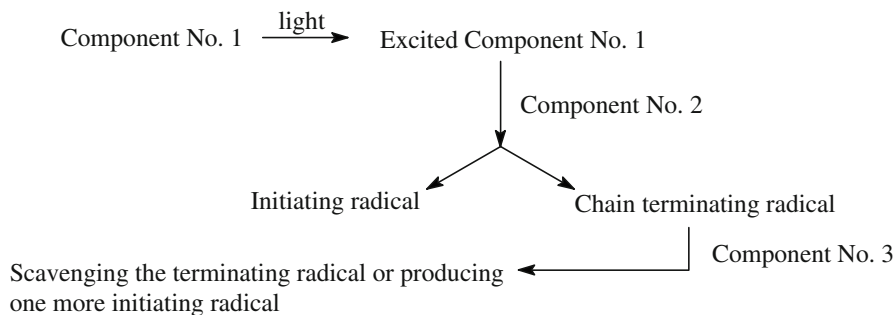 light
Component No. 1
Excited Component No. 1
Component No. 2
Initiating radical
Chain terminating radical
Component No. 3
Scavenging the terminating radical or producing
one more initiating radical